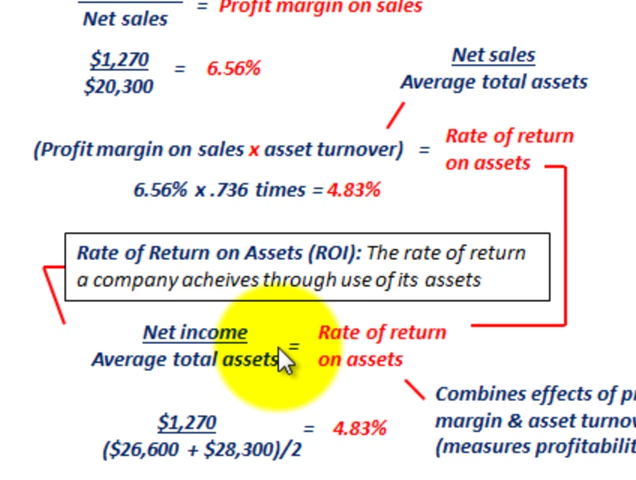 Net sales = Profit margin on sales
$1,270
$20,300 = 6.56%
Net sales
Average total assets
(Profit margin on sales x asset turnover) = Rate of return on assets
6.56% x .736 times = 4.83%
Rate of Return on Assets (ROI): The rate of return
a company acheives through use of its assets
Net income
Average total assets = Rate of return on assets
Combines effects of
margin & asset
(measures
$1,270
($26,600 + $28,300)/2 = 4.83%